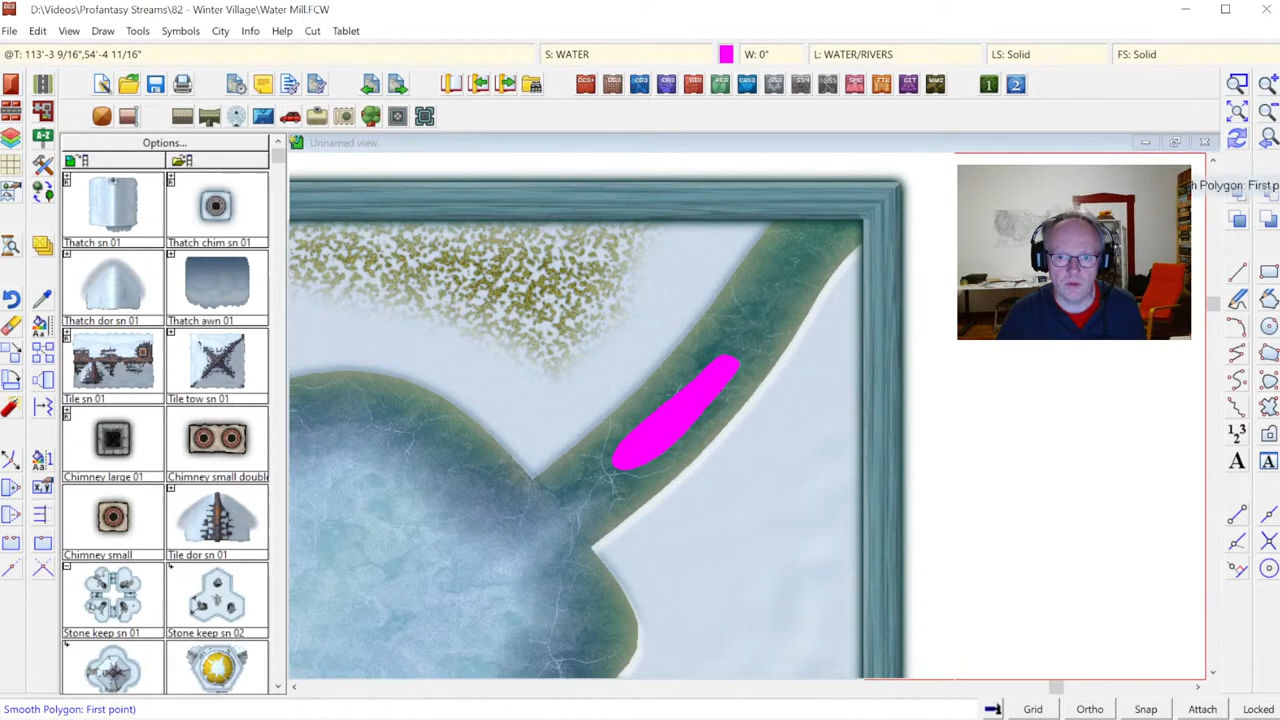 D:\Videos\Profantasy Streams\82 - Winter Village\Water Mill.FCW
File Edit View Draw Tools Symbols City Info Help Cut Tablet
@T: 113'-3 9/16",54'-4 11/16" S: WATER W: 0" L: WATER/RIVERS LS: Solid FS: Solid
1 2
Options...
Unnamed view
h Polygon: First p
Thatch sn 01 Thatch chim sn 01
Thatch dor sn 01 Thatch awn 01
Tile sn 01 Tile tow sn 01
Chimney large 01 Chimney small doubl
Chimney small Tile dor sn 01
Stone keep sn 01 Stone keep sn 02
Smooth Polygon: First point) Grid Ortho Snap Attach Locked